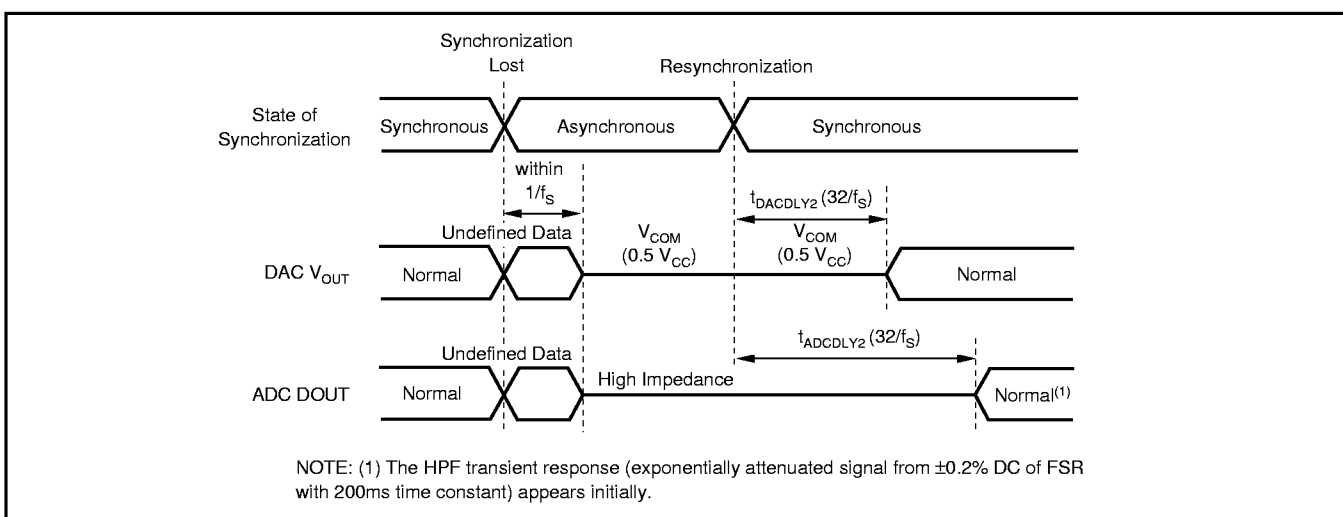 Synchronization
Lost
Resynchronization
State of
Synchronization
Synchronous
Asynchronous
Synchronous
within
1/fS
tDACDLY2 (32/fS)
Undefined Data
VCOM
(0.5 VCC)
VCOM
(0.5 VCC)
DAC VOUT
Normal
Normal
tADCDLY2 (32/fS)
Undefined Data
High Impedance
ADC DOUT
Normal
Normal(1)
NOTE: (1) The HPF transient response (exponentially attenuated signal from ±0.2% DC of FSR
with 200ms time constant) appears initially.